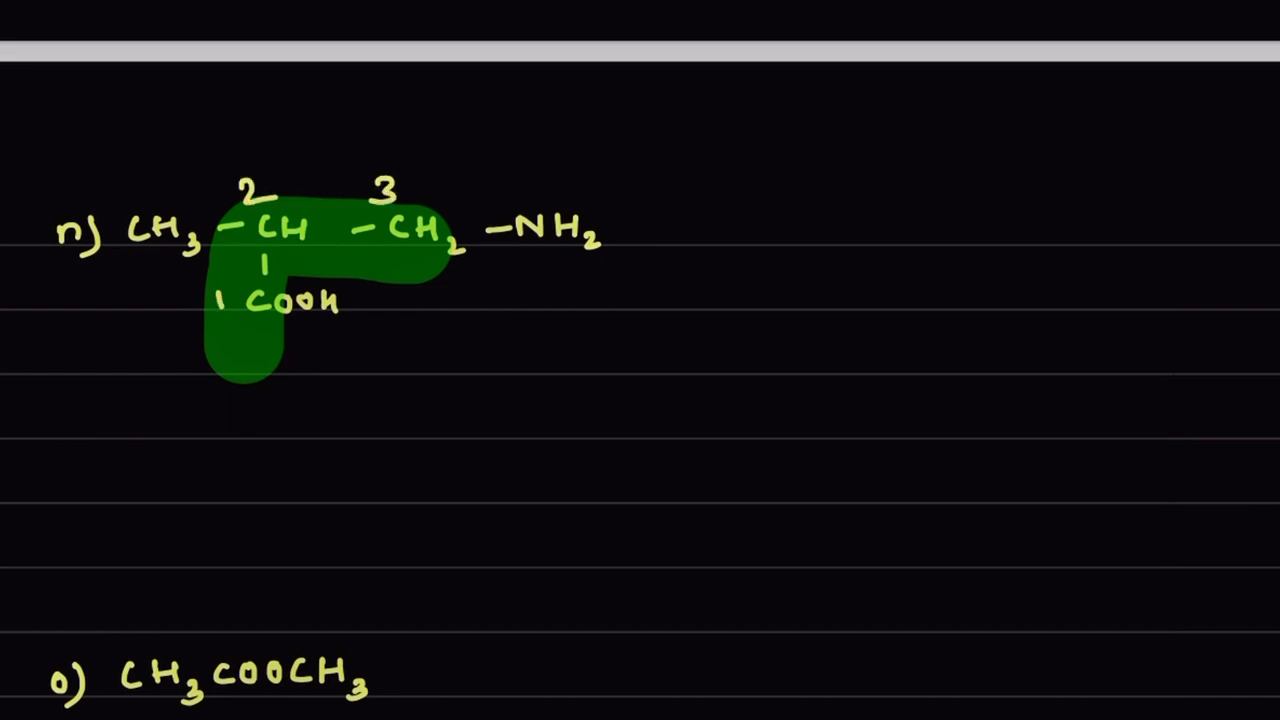 2 3
n) CH₃ – CH – CH₂ – NH₂
|
1 COOH
o) CH₃COOCH₃